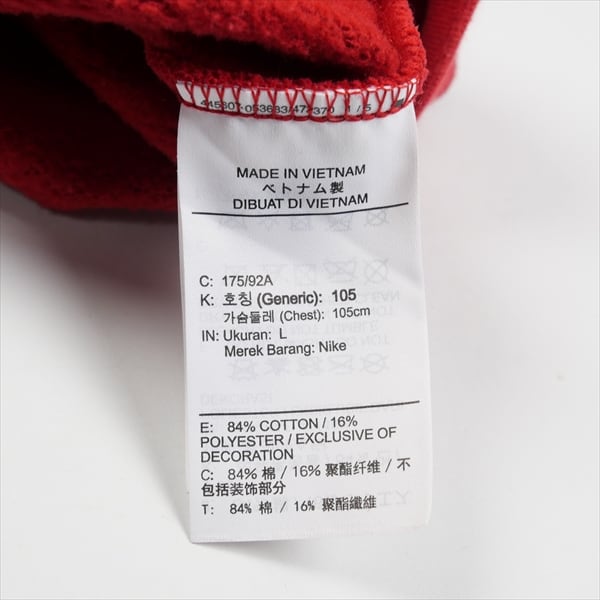 MADE IN VIETNAM
ベトナム製
DIBUAT DI VIETNAM
C: 175/92A
K: 호칭 (Generic): 105
가슴둘레 (Chest): 105cm
IN: Ukuran: L
Merek Barang: Nike
E: 84% COTTON / 16%
POLYESTER / EXCLUSIVE OF
DECORATION
C: 84% 棉 / 16% 聚酯纤维 / 不
包括装饰部分
T: 84% 棉 / 16% 聚酯纖維